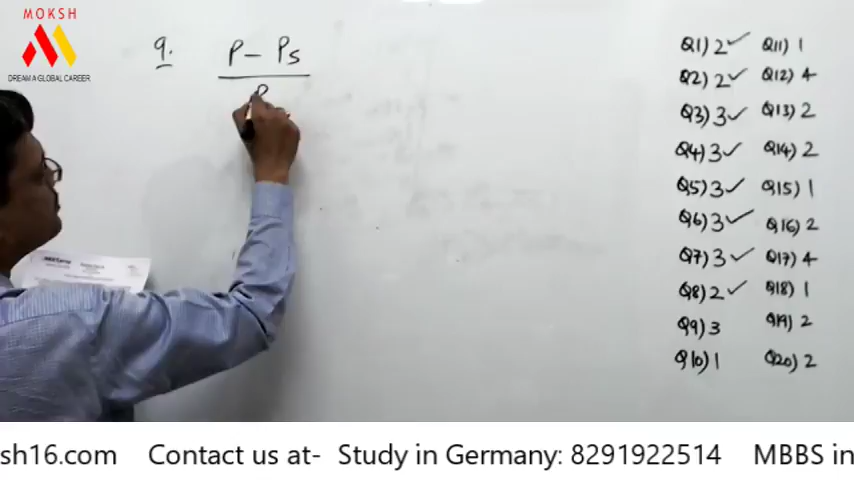 MOKSH
DREAM A GLOBAL CAREER
9. P - Ps
P
Q1) 2 ✓ Q11) 1
Q2) 2 ✓ Q12) 4
Q3) 3 ✓ Q13) 2
Q4) 3 ✓ Q14) 2
Q5) 3 ✓ Q15) 1
Q6) 3 ✓ Q16) 2
Q7) 3 ✓ Q17) 4
Q8) 2 ✓ Q18) 1
Q9) 3 Q19) 2
Q10) 1 Q20) 2
sh16.com Contact us at- Study in Germany: 8291922514 MBBS in